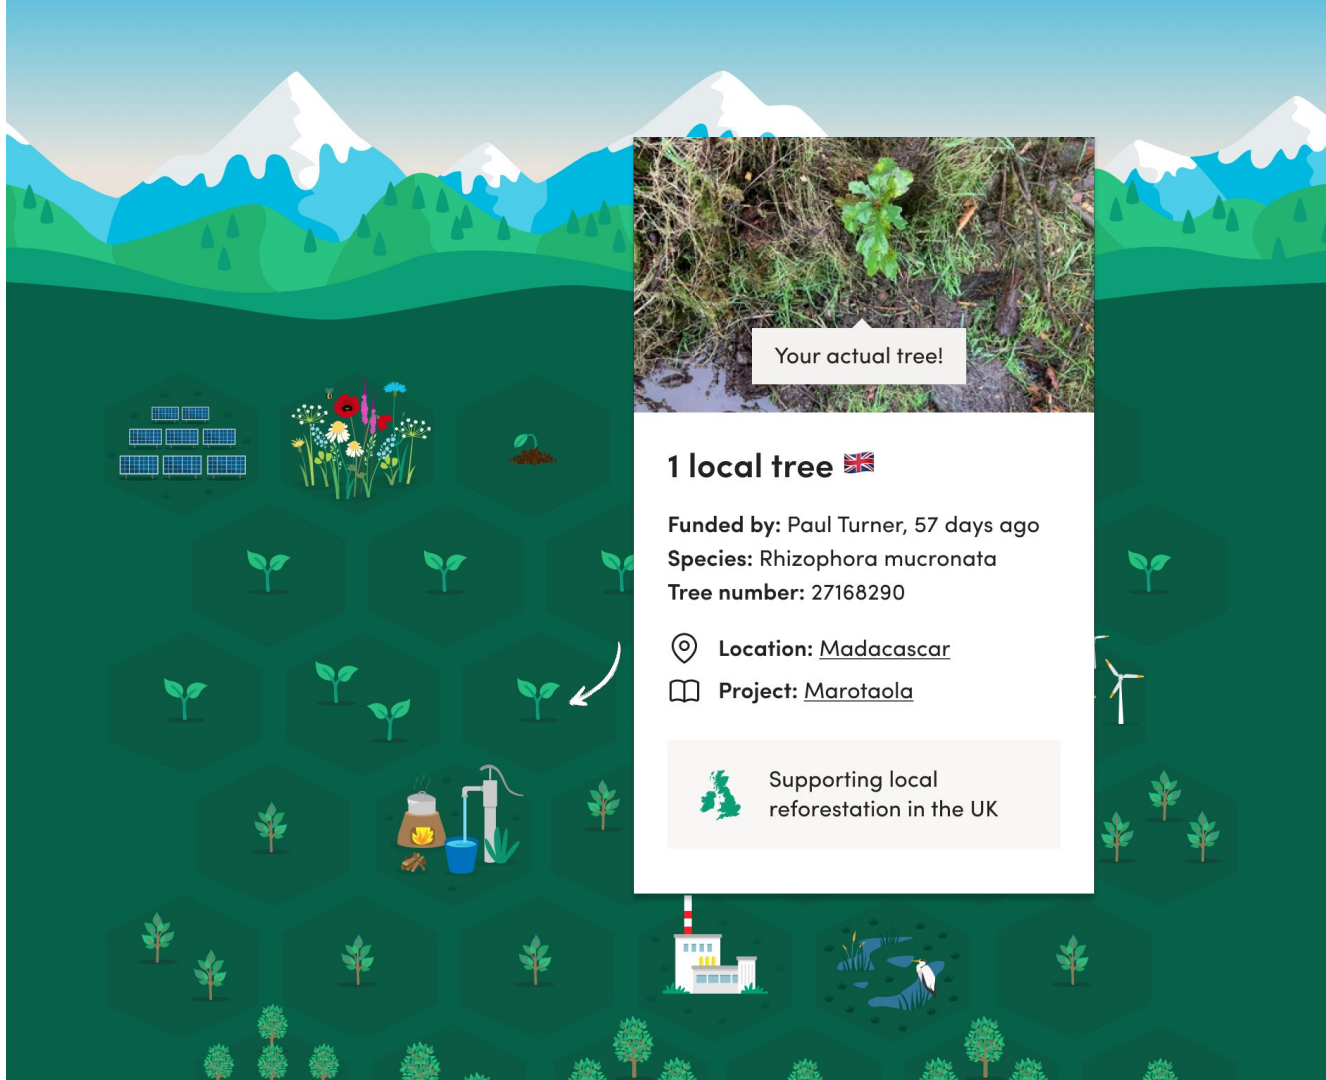 Your actual tree!
1 local tree
Funded by: Paul Turner, 57 days ago
Species: Rhizophora mucronata
Tree number: 27168290
Location: Madacascar
Project: Marotaola
Supporting local
reforestation in the UK